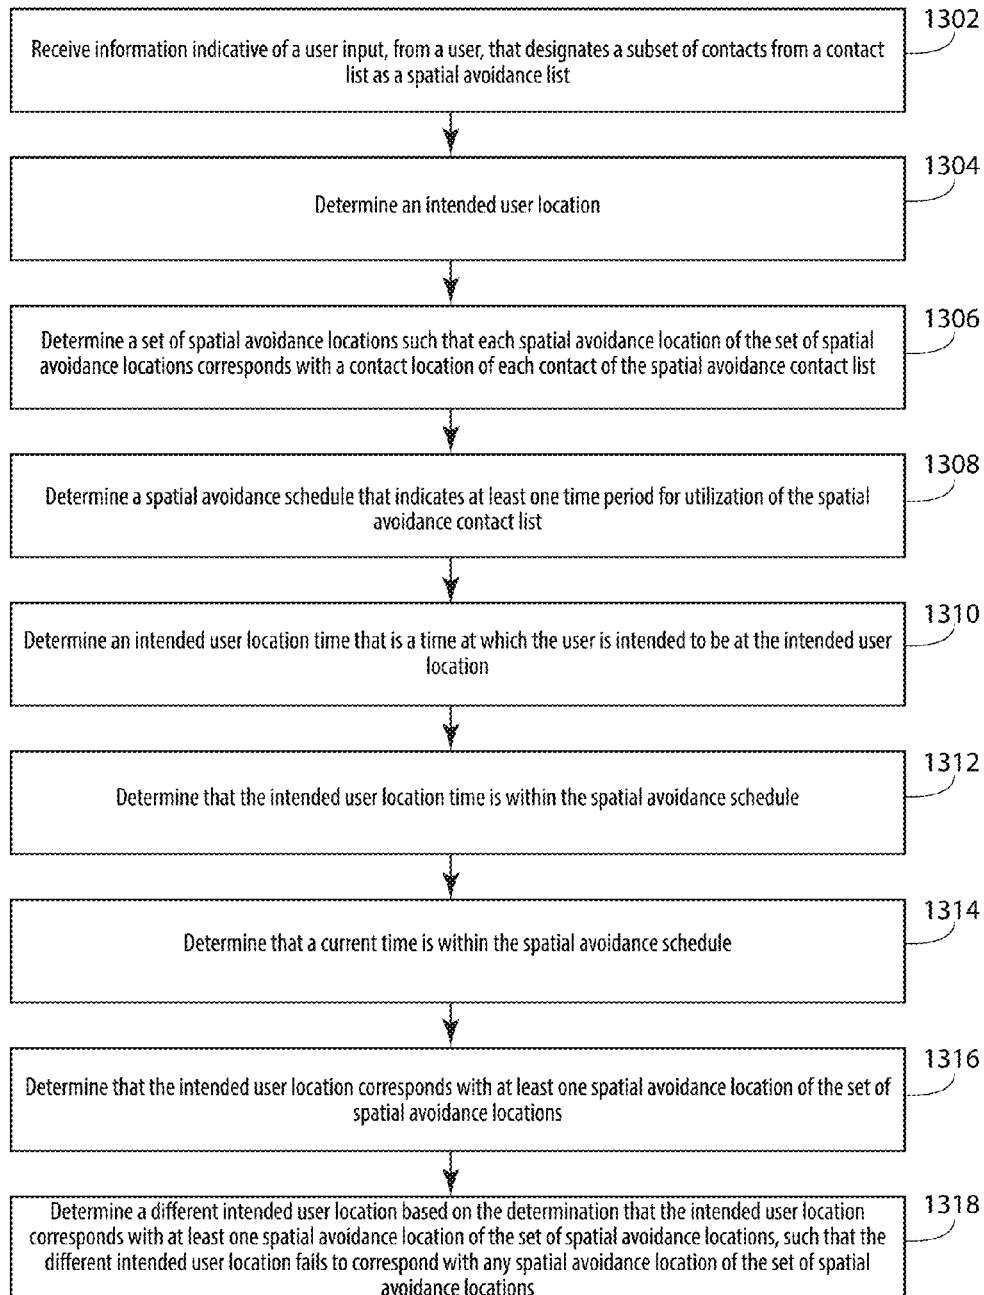 1302
Receive information indicative of a user input, from a user, that designates a subset of contacts from a contact
list as a spatial avoidance list
1304
Determine an intended user location
1306
Determine a set of spatial avoidance locations such that each spatial avoidance location of the set of spatial
avoidance locations corresponds with a contact location of each contact of the spatial avoidance contact list
1308
Determine a spatial avoidance schedule that indicates at least one time period for utilization of the spatial
avoidance contact list
1310
Determine an intended user location time that is a time at which the user is intended to be at the intended user
location
1312
Determine that the intended user location time is within the spatial avoidance schedule
1314
Determine that a current time is within the spatial avoidance schedule
1316
Determine that the intended user location corresponds with at least one spatial avoidance location of the set of
spatial avoidance locations
1318
Determine a different intended user location based on the determination that the intended user location
corresponds with at least one spatial avoidance location of the set of spatial avoidance locations, such that the
different intended user location fails to correspond with any spatial avoidance location of the set of spatial
avoidance locations